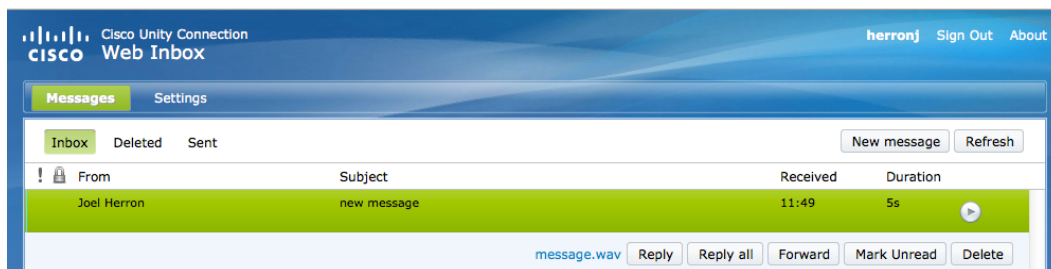 Cisco Unity Connection
CISCO Web Inbox
herronj Sign Out About
Messages Settings
Inbox Deleted Sent New message Refresh
! From Subject Received Duration
Joel Herron new message 11:49 5s
message.wav Reply Reply all Forward Mark Unread Delete